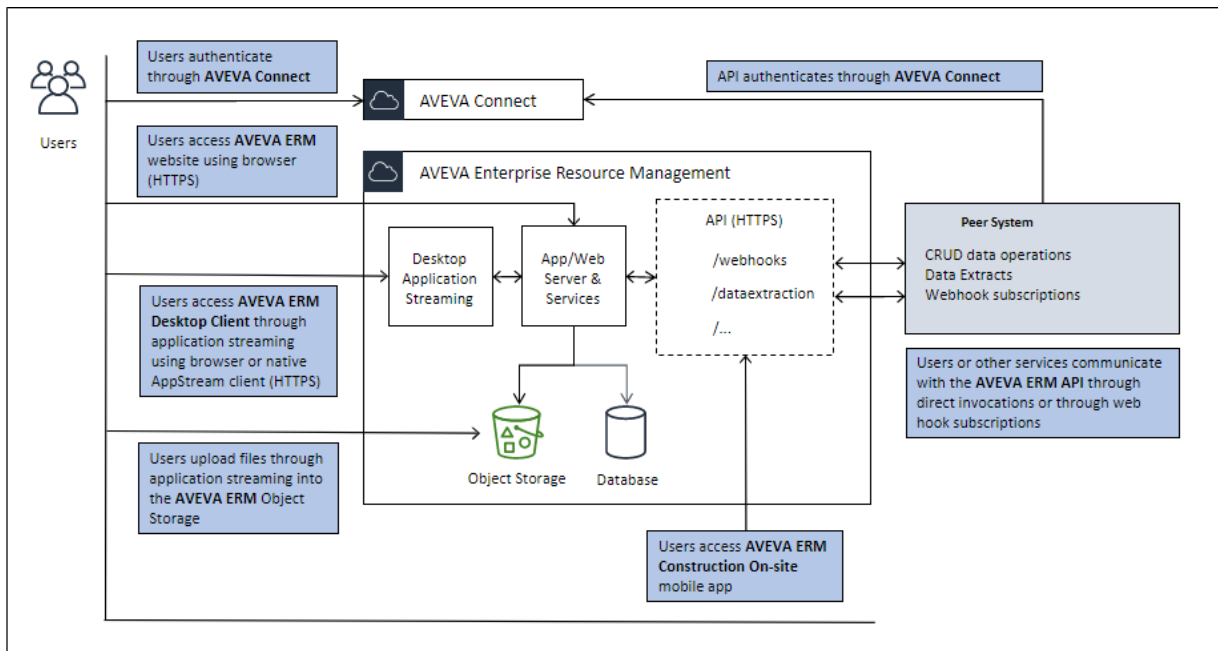 Users authenticate
through AVEVA Connect
API authenticates through AVEVA Connect
AVEVA Connect
Users
Users access AVEVA ERM
website using browser
(HTTPS)
AVEVA Enterprise Resource Management
API (HTTPS)
/webhooks
/dataextraction
/...
Peer System
CRUD data operations
Data Extracts
Webhook subscriptions
Desktop
Application
Streaming
App/Web
Server &
Services
Users access AVEVA ERM
Desktop Client through
application streaming
using browser or native
AppStream client (HTTPS)
Users or other services communicate
with the AVEVA ERM API through
direct invocations or through web
hook subscriptions
Users upload files through
application streaming into
the AVEVA ERM Object
Storage
Object Storage
Database
Users access AVEVA ERM
Construction On-site
mobile app